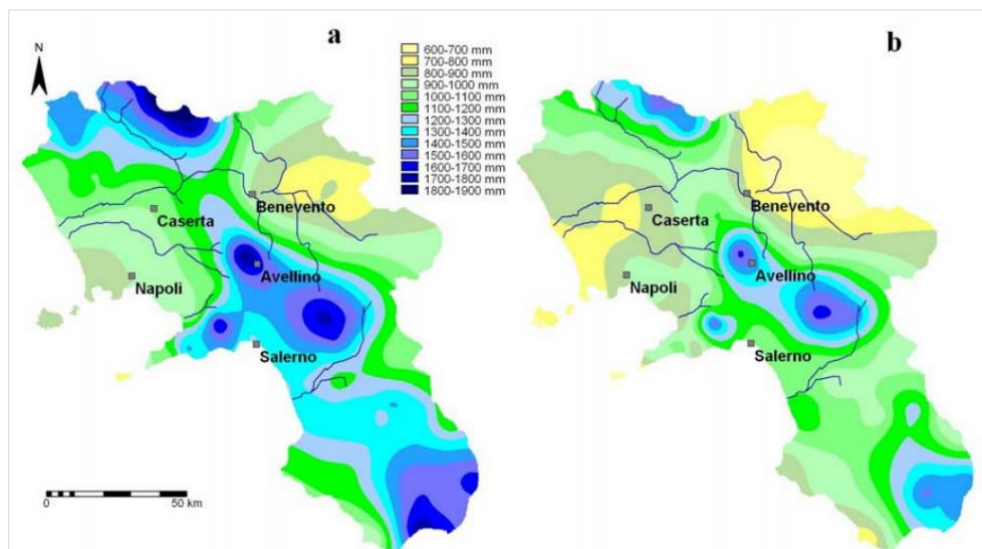 a
b
N
600-700 mm
700-800 mm
800-900 mm
900-1000 mm
1000-1100 mm
1100-1200 mm
1200-1300 mm
1300-1400 mm
1400-1500 mm
1500-1600 mm
1600-1700 mm
1700-1800 mm
1800-1900 mm
Benevento
Caserta
Avellino
Napoli
Salerno
Benevento
Caserta
Avellino
Napoli
Salerno
0 50 km